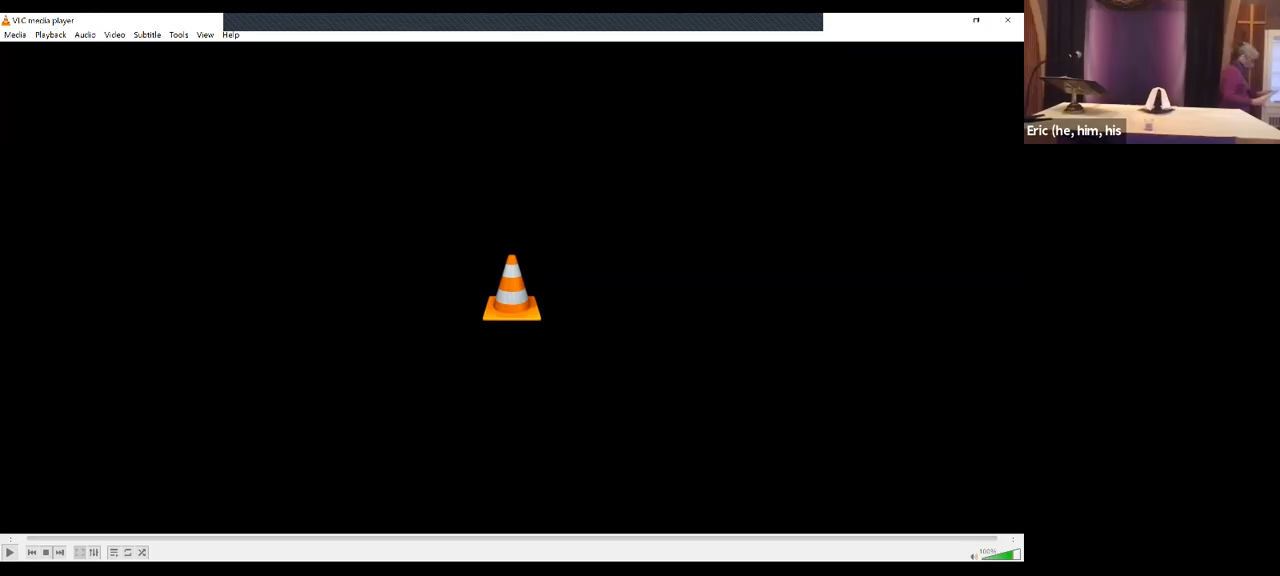 VLC media player
Media Playback Audio Video Subtitle Tools View Help
Eric (he, him, his
100%